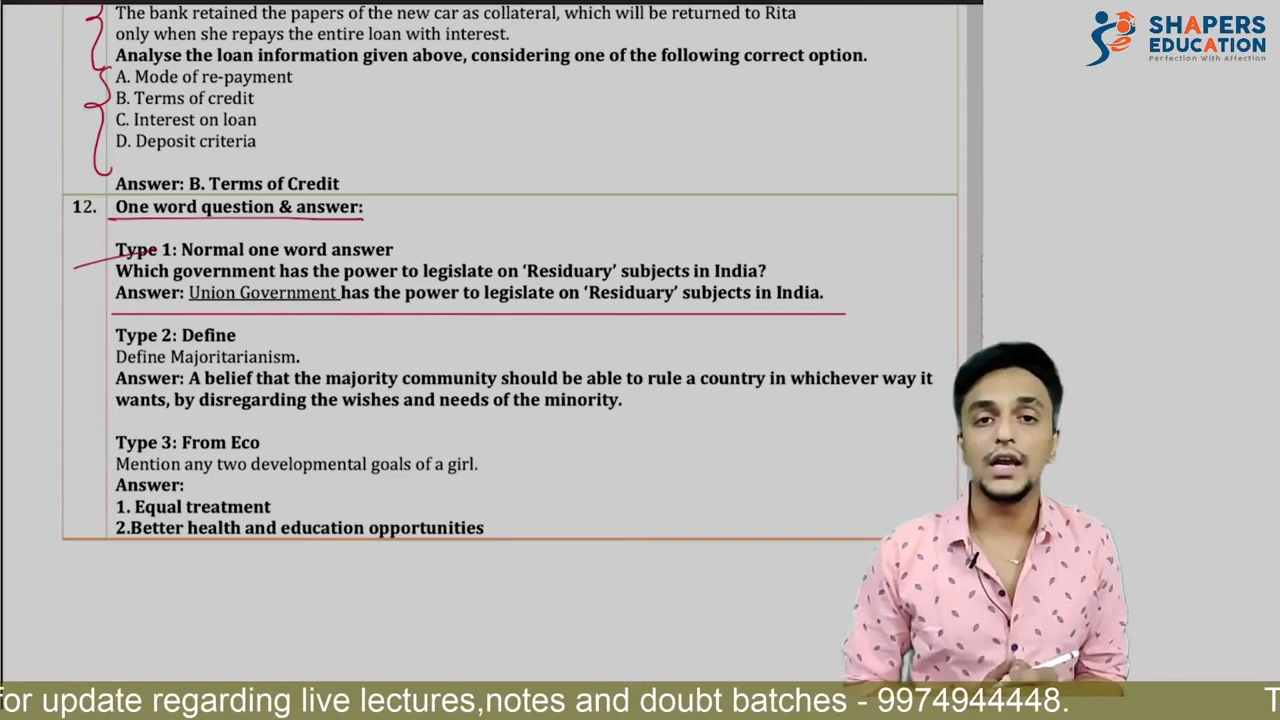 The bank retained the papers of the new car as collateral, which will be returned to Rita
only when she repays the entire loan with interest.
Analyse the loan information given above, considering one of the following correct option.
A. Mode of re-payment
B. Terms of credit
C. Interest on loan
D. Deposit criteria
Answer: B. Terms of Credit
12. One word question & answer:
Type 1: Normal one word answer
Which government has the power to legislate on ‘Residuary’ subjects in India?
Answer: Union Government has the power to legislate on ‘Residuary’ subjects in India.
Type 2: Define
Define Majoritarianism.
Answer: A belief that the majority community should be able to rule a country in whichever way it
wants, by disregarding the wishes and needs of the minority.
Type 3: From Eco
Mention any two developmental goals of a girl.
Answer:
1. Equal treatment
2.Better health and education opportunities
SHAPERS
EDUCATION
Perfection With Affection
for update regarding live lectures,notes and doubt batches - 9974944448. T